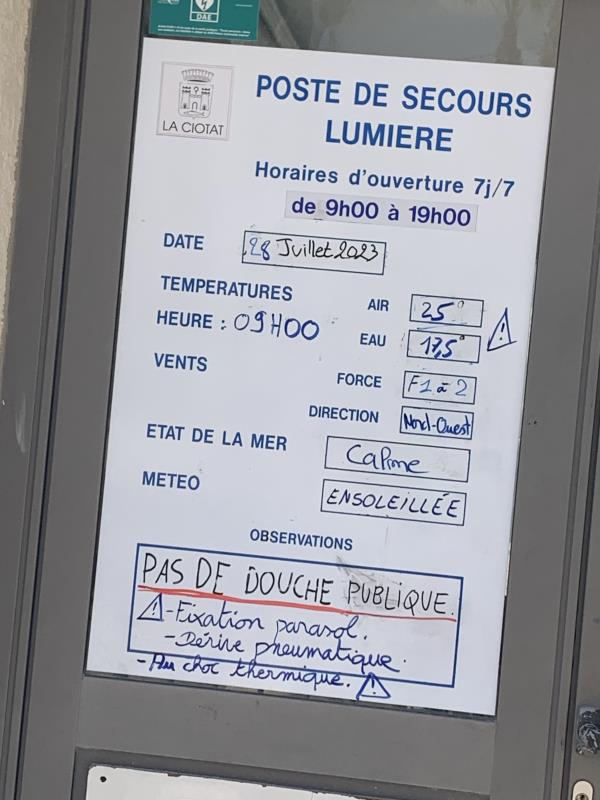 DAE
LA CIOTAT
POSTE DE SECOURS
LUMIERE
Horaires d'ouverture 7j/7
de 9h00 à 19h00
DATE 28 Juillet 2023
TEMPERATURES AIR 25°
HEURE : 09H00 EAU 17,5°
VENTS
FORCE F1 à 2
DIRECTION Nord-Ouest
ETAT DE LA MER Calme
METEO ENSOLEILLÉE
OBSERVATIONS
PAS DE DOUCHE PUBLIQUE.
-Fixation parasol.
-Dérive pneumatique.
-Au choc thermique.